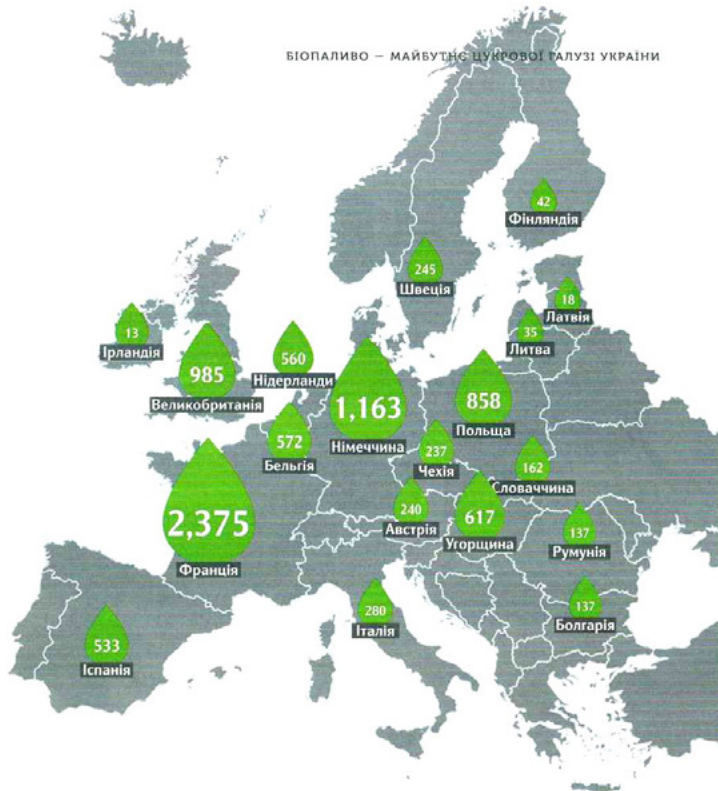 БІОПАЛИВО — МАЙБУТНЄ ЦУКРОВОЇ ГАЛУЗІ УКРАЇНИ
42
Фінляндія
245
Швеція
18
Латвія
13
Ірландія
35
Литва
985
Великобританія
560
Нідерланди
1,163
Німеччина
858
Польща
572
Бельгія
237
Чехія
162
Словаччина
2,375
Франція
240
Австрія
617
Угорщина
137
Румунія
280
Італія
137
Болгарія
533
Іспанія